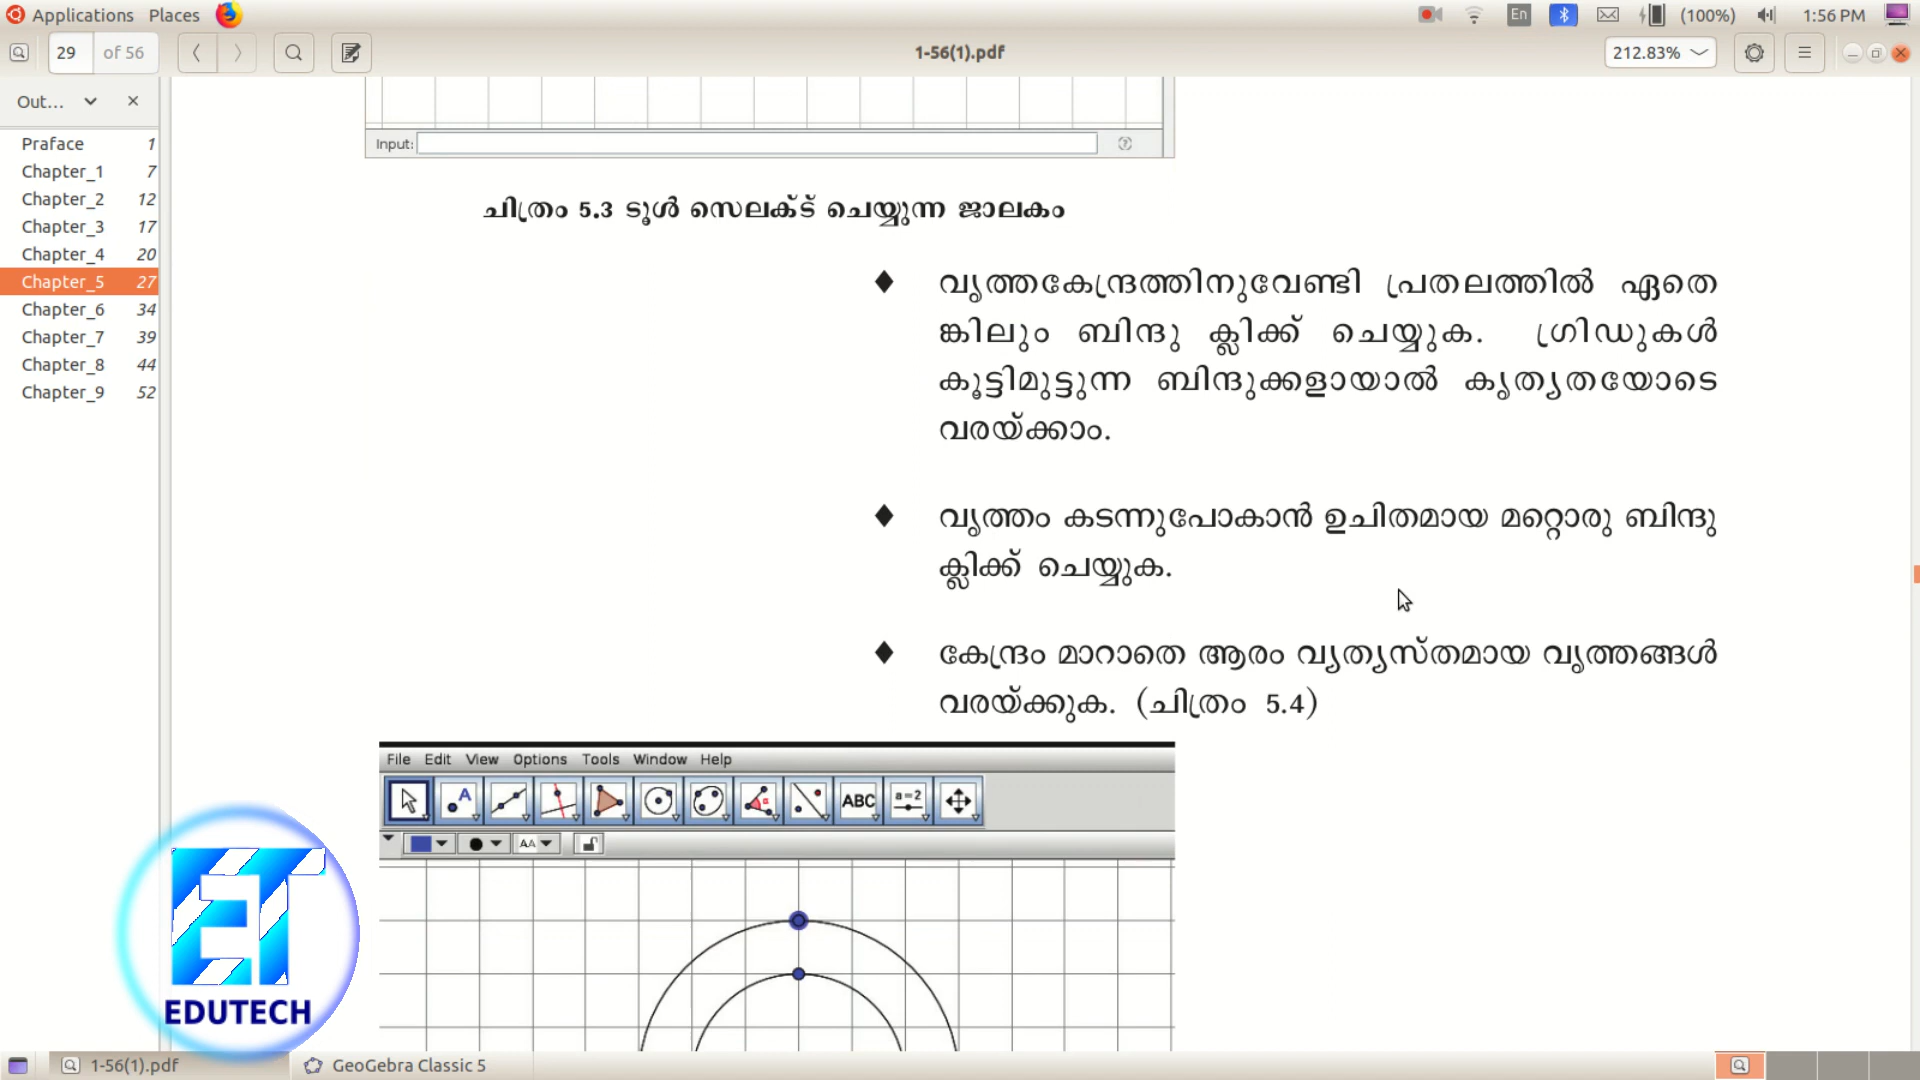 Applications Places En (100%) 1:56 PM
29 of 56 1-56(1).pdf 212.83%
Out...
Praface 1
Chapter_1 7
Chapter_2 12
Chapter_3 17
Chapter_4 20
Chapter_5 27
Chapter_6 34
Chapter_7 39
Chapter_8 44
Chapter_9 52
Input:
ചിത്രം 5.3 ടൂൾ സെലക്ട് ചെയ്യുന്ന ജാലകം
♦ വൃത്തകേന്ദ്രത്തിനുവേണ്ടി പ്രതലത്തിൽ ഏതെ
ങ്കിലും ബിന്ദു ക്ലിക്ക് ചെയ്യുക. ഗ്രിഡുകൾ
കൂട്ടിമുട്ടുന്ന ബിന്ദുക്കളായാൽ കൃത്യതയോടെ
വരയ്ക്കാം.
♦ വൃത്തം കടന്നുപോകാൻ ഉചിതമായ മറ്റൊരു ബിന്ദു
ക്ലിക്ക് ചെയ്യുക.
♦ കേന്ദ്രം മാറാതെ ആരം വ്യത്യസ്തമായ വൃത്തങ്ങൾ
വരയ്ക്കുക. (ചിത്രം 5.4)
File Edit View Options Tools Window Help
A α ABC a=2
AA
ET
EDUTECH
1-56(1).pdf GeoGebra Classic 5